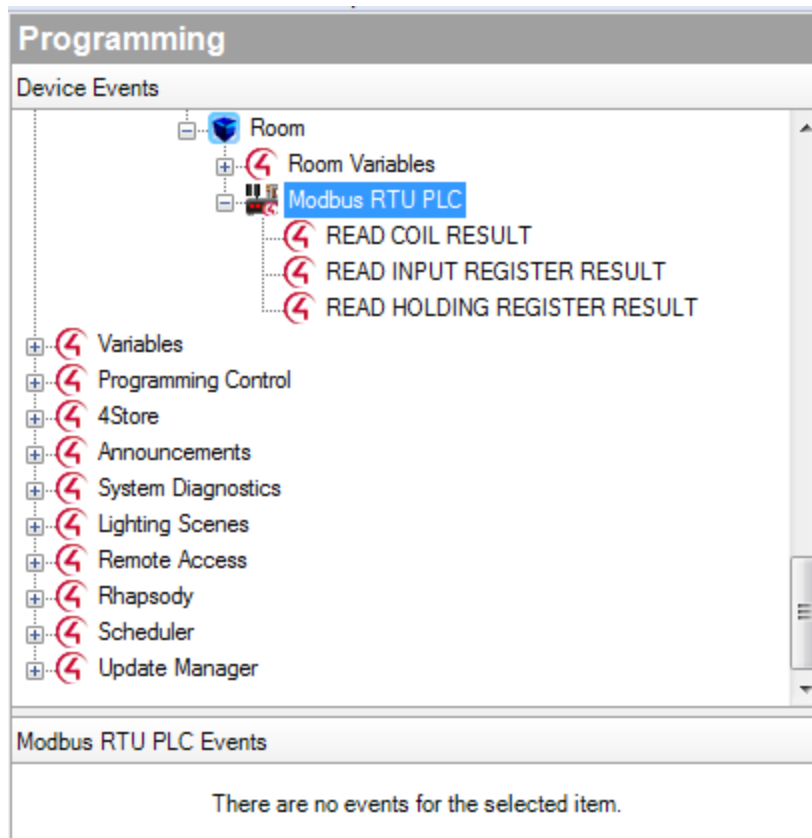 Programming
Device Events
Room
Room Variables
Modbus RTU PLC
READ COIL RESULT
READ INPUT REGISTER RESULT
READ HOLDING REGISTER RESULT
Variables
Programming Control
4Store
Announcements
System Diagnostics
Lighting Scenes
Remote Access
Rhapsody
Scheduler
Update Manager
Modbus RTU PLC Events
There are no events for the selected item.